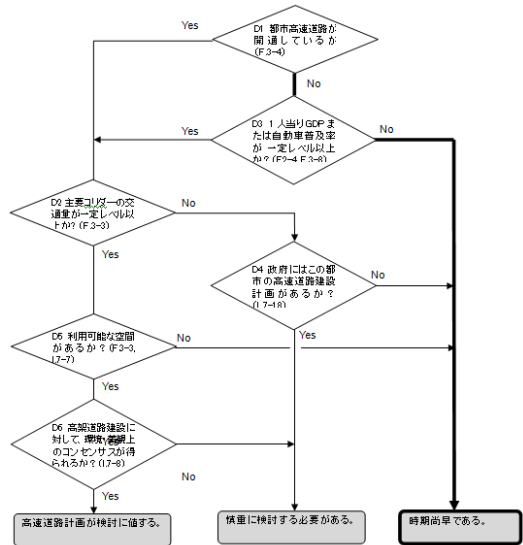 Yes
D1 都市高速道路が
開通しているか
(F.3-4)
No
D3 1人当りGDPま
たは自動車普及率
が一定レベル以上
か?(F2-4,F.3-6)
Yes
No
D2 主要コリダーの交
通量が一定レベル以
上か?(F.3-3)
No
Yes
D4 政府にはこの都
市の高速道路建設
計画があるか?
No
Yes
D5 利用可能な空間
があるか?(F3-3,
I.7-7)
No
Yes
D6 高架道路建設に
対して、環境・景観上
のコンセンサスが得
られるか?(I.7-8)
Yes
No
高速道路計画が検討に値する。
慎重に検討する必要がある。
時期尚早である。